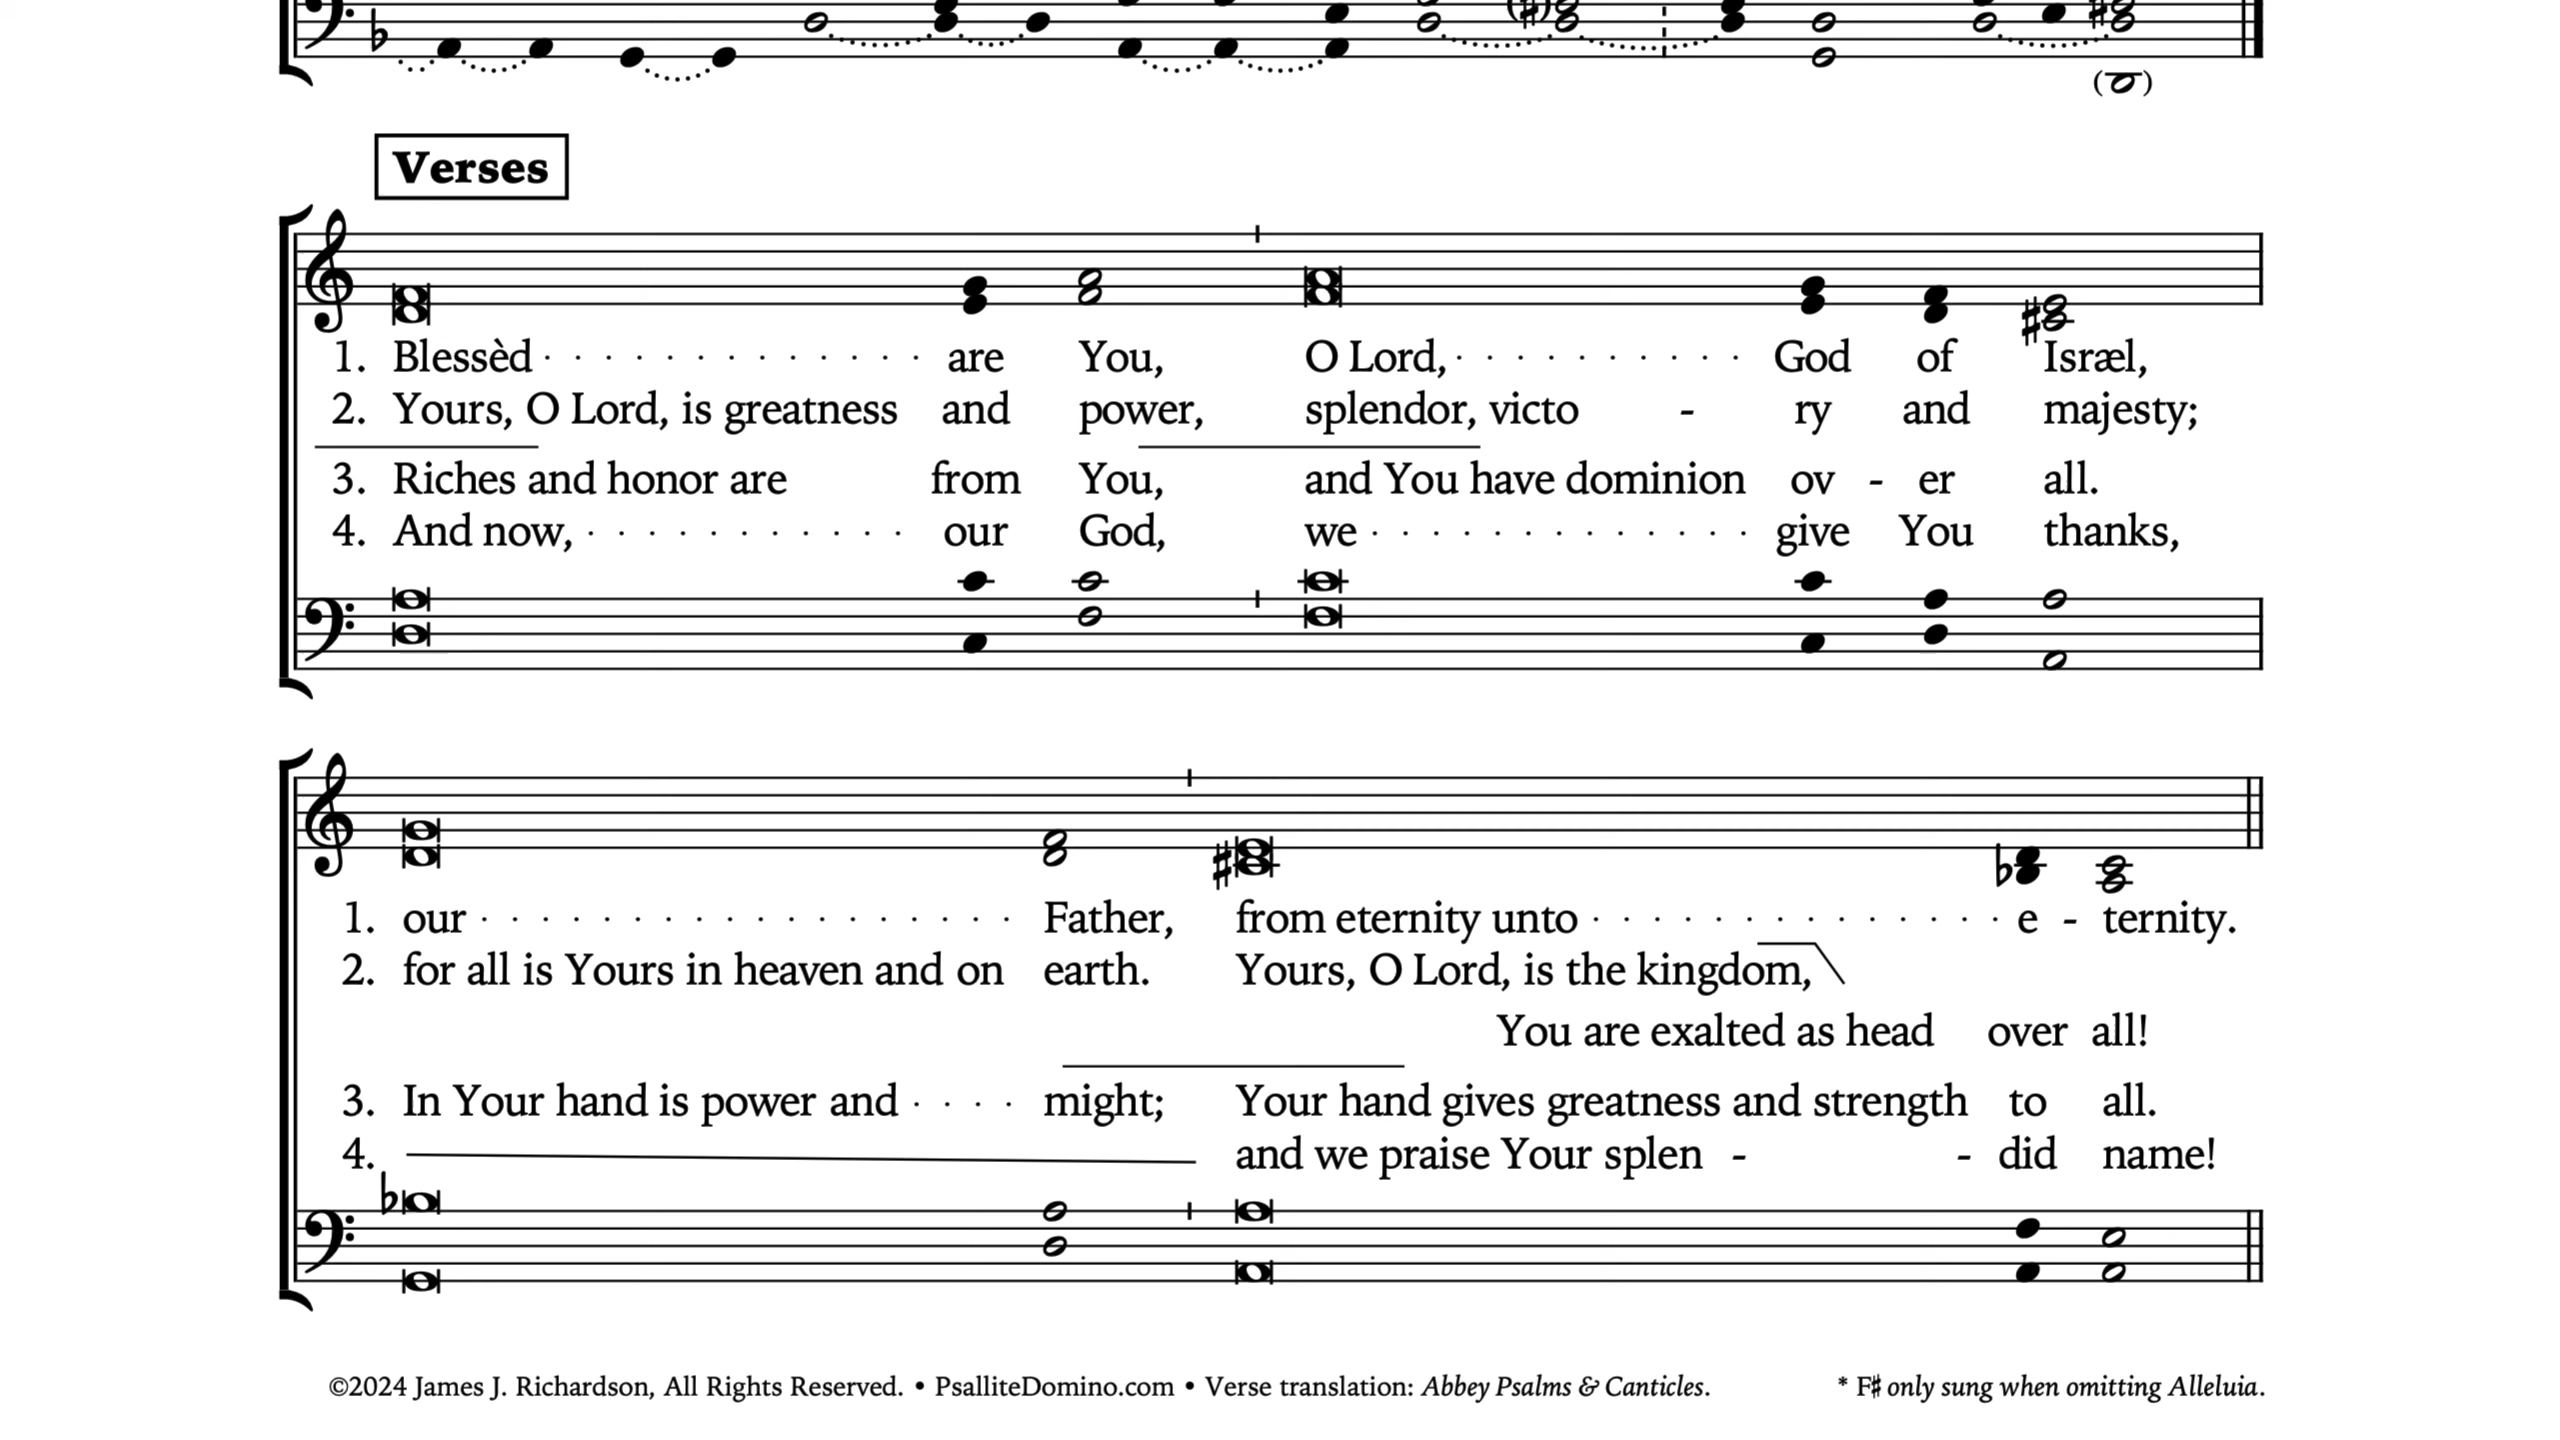 Verses
1. Blessèd are You, O Lord, God of Isræl,
2. Yours, O Lord, is greatness and power, splendor, victo - ry and majesty;
3. Riches and honor are from You, and You have dominion ov - er all.
4. And now, our God, we give You thanks,
1. our Father, from eternity unto e - ternity.
2. for all is Yours in heaven and on earth. Yours, O Lord, is the kingdom,
You are exalted as head over all!
3. In Your hand is power and might; Your hand gives greatness and strength to all.
4. and we praise Your splen - - did name!
©2024 James J. Richardson, All Rights Reserved. • PsalliteDomino.com • Verse translation: Abbey Psalms & Canticles. * F♯ only sung when omitting Alleluia.